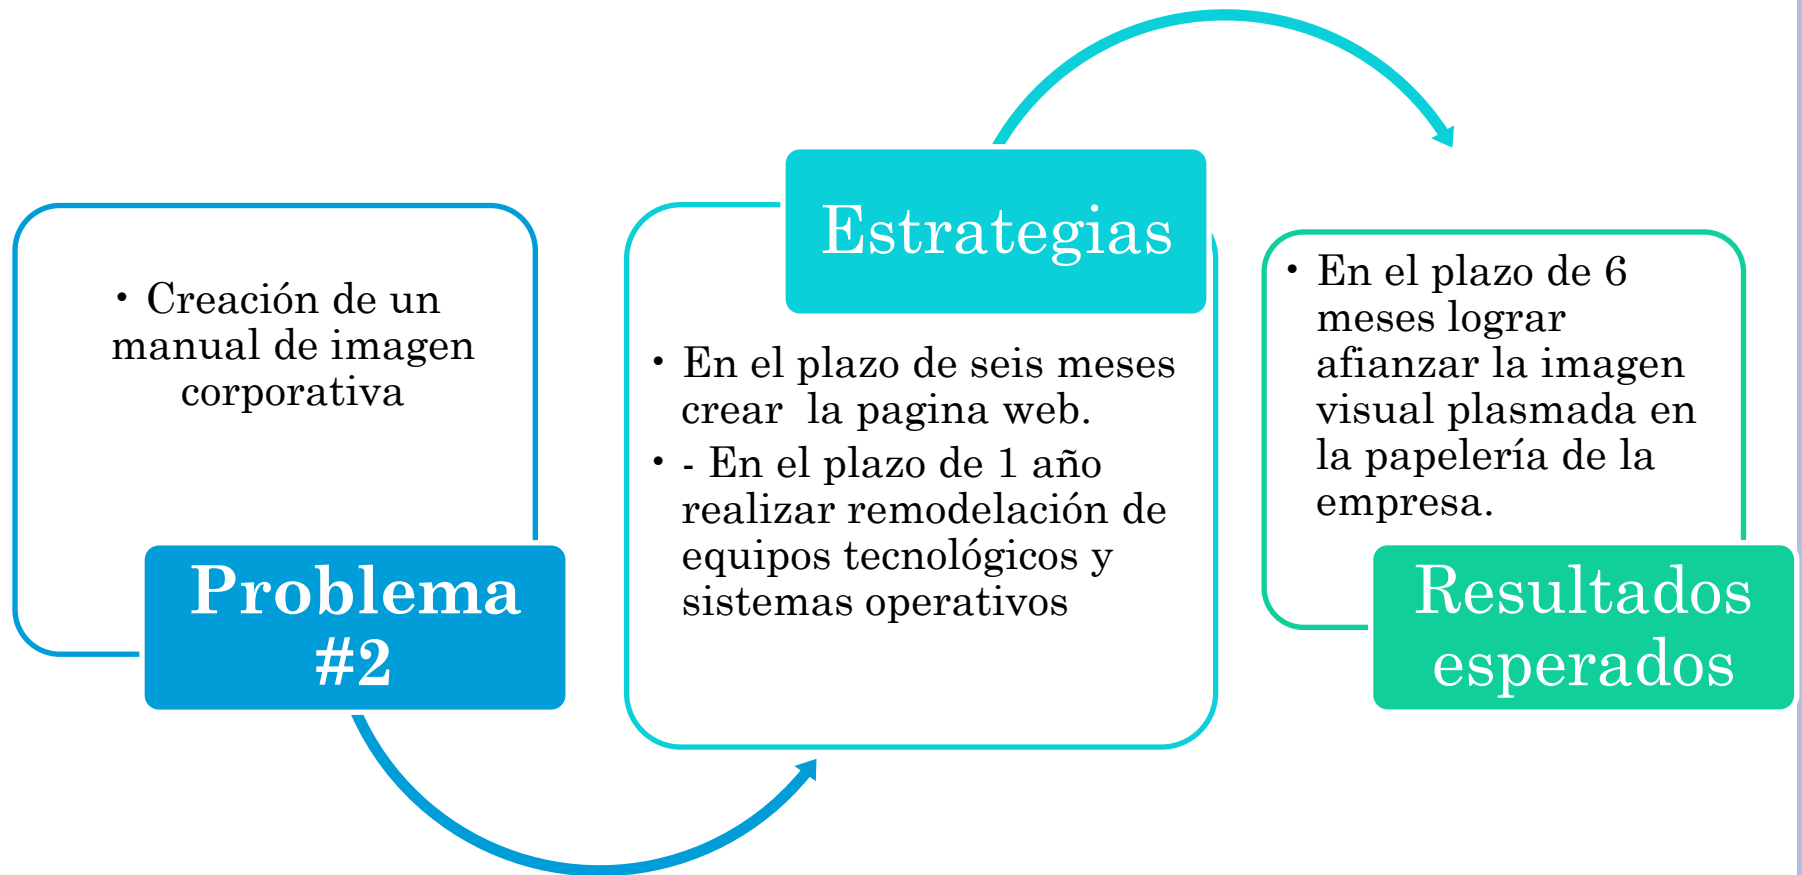 • Creación de un
manual de imagen
corporativa
Problema
#2
Estrategias
• En el plazo de seis meses
crear  la pagina web.
• - En el plazo de 1 año
realizar remodelación de
equipos tecnológicos y
sistemas operativos
• En el plazo de 6
meses lograr
afianzar la imagen
visual plasmada en
la papelería de la
empresa.
Resultados
esperados